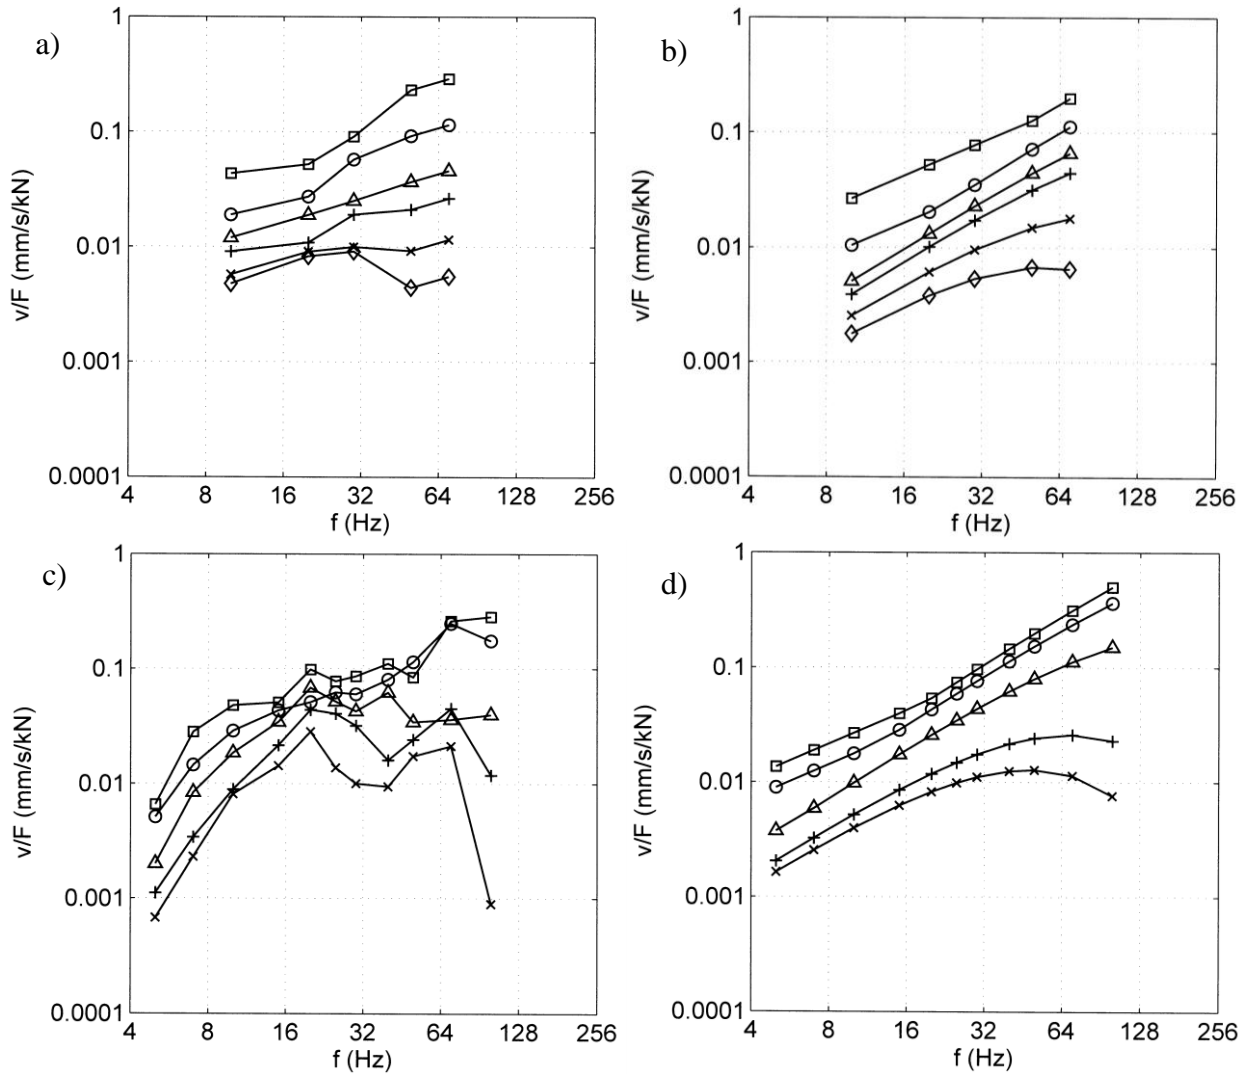 a)
1
0.1
0.01
0.001
0.0001
v/F (mm/s/kN)
4 8 16 32 64 128 256
f (Hz)
b)
1
0.1
0.01
0.001
0.0001
v/F (mm/s/kN)
4 8 16 32 64 128 256
f (Hz)
c)
1
0.1
0.01
0.001
0.0001
v/F (mm/s/kN)
4 8 16 32 64 128 256
f (Hz)
d)
1
0.1
0.01
0.001
0.0001
v/F (mm/s/kN)
4 8 16 32 64 128 256
f (Hz)